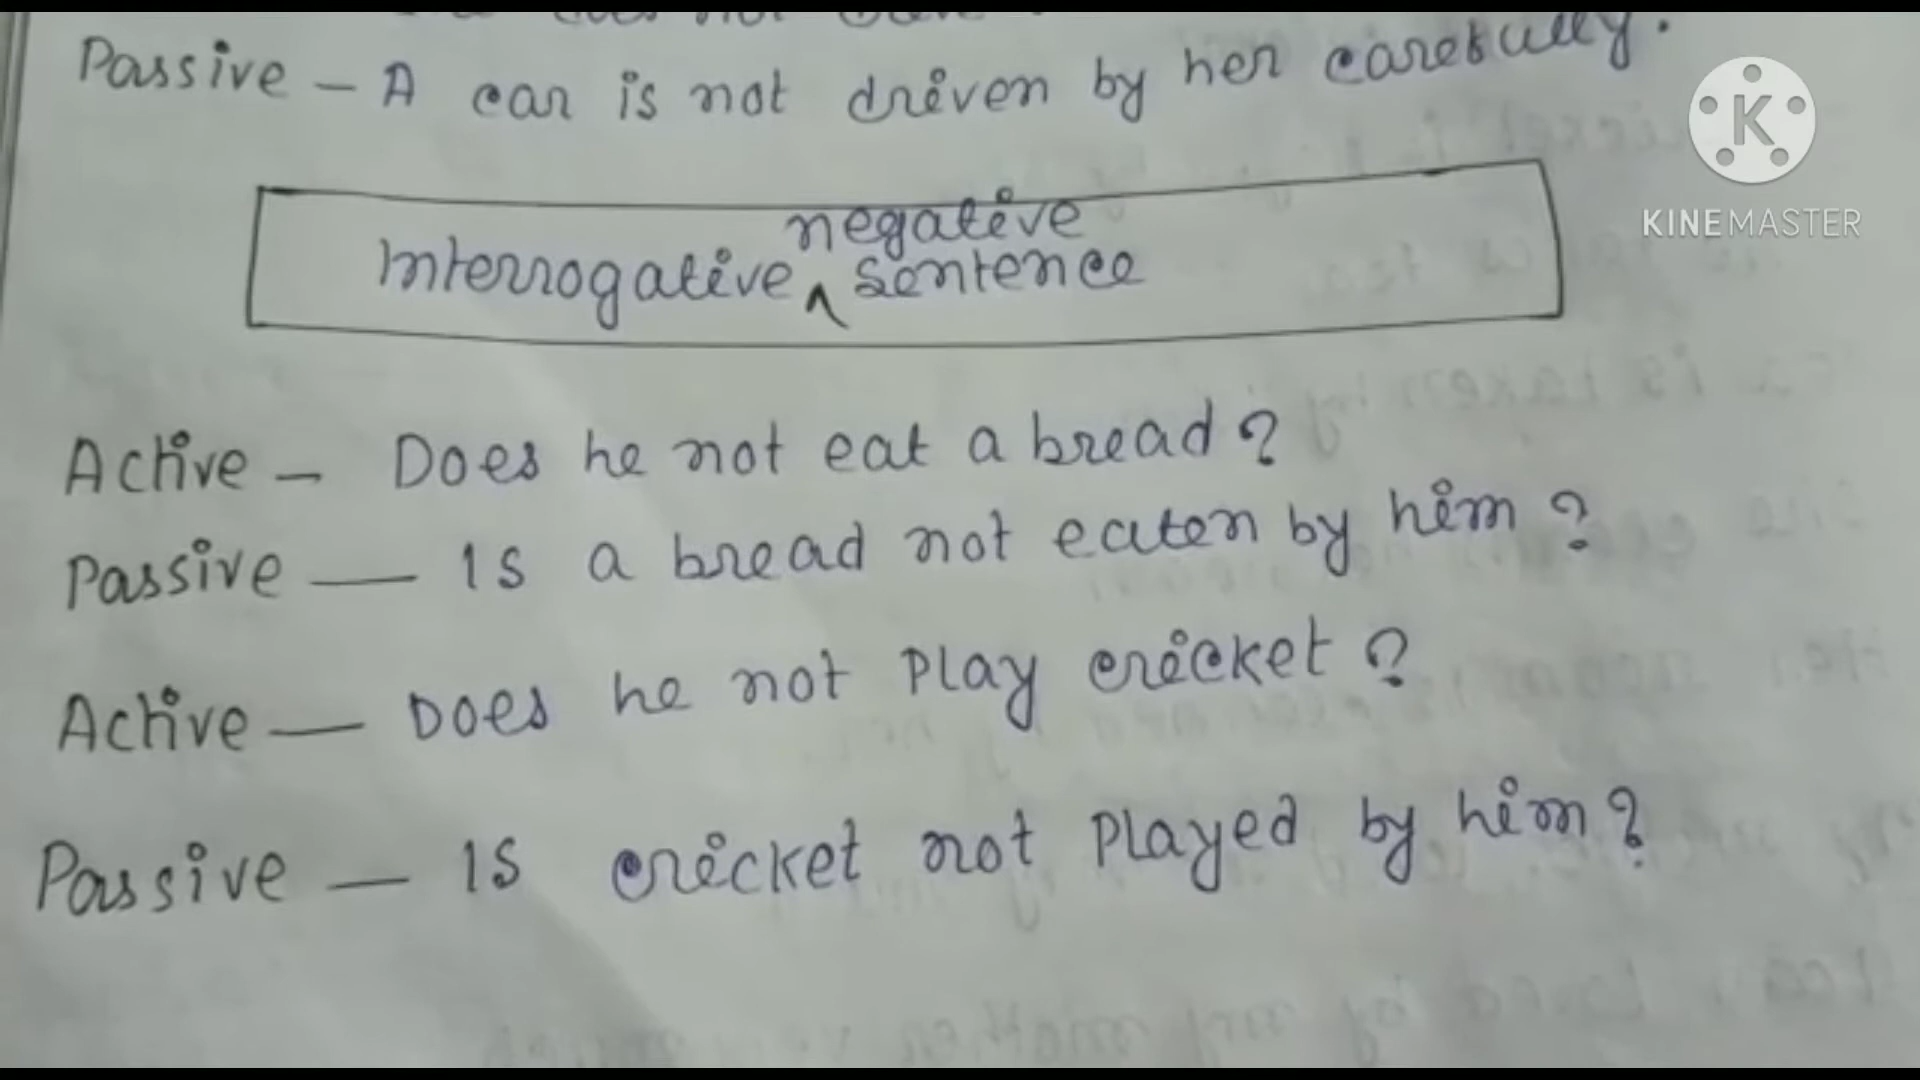 Passive - A car is not driven by her carefully.
K
KINEMASTER
negative
Interrogative ^ sentence
Active - Does he not eat a bread?
Passive — Is a bread not eaten by him?
Active — Does he not Play cricket?
Passive — Is cricket not Played by him?